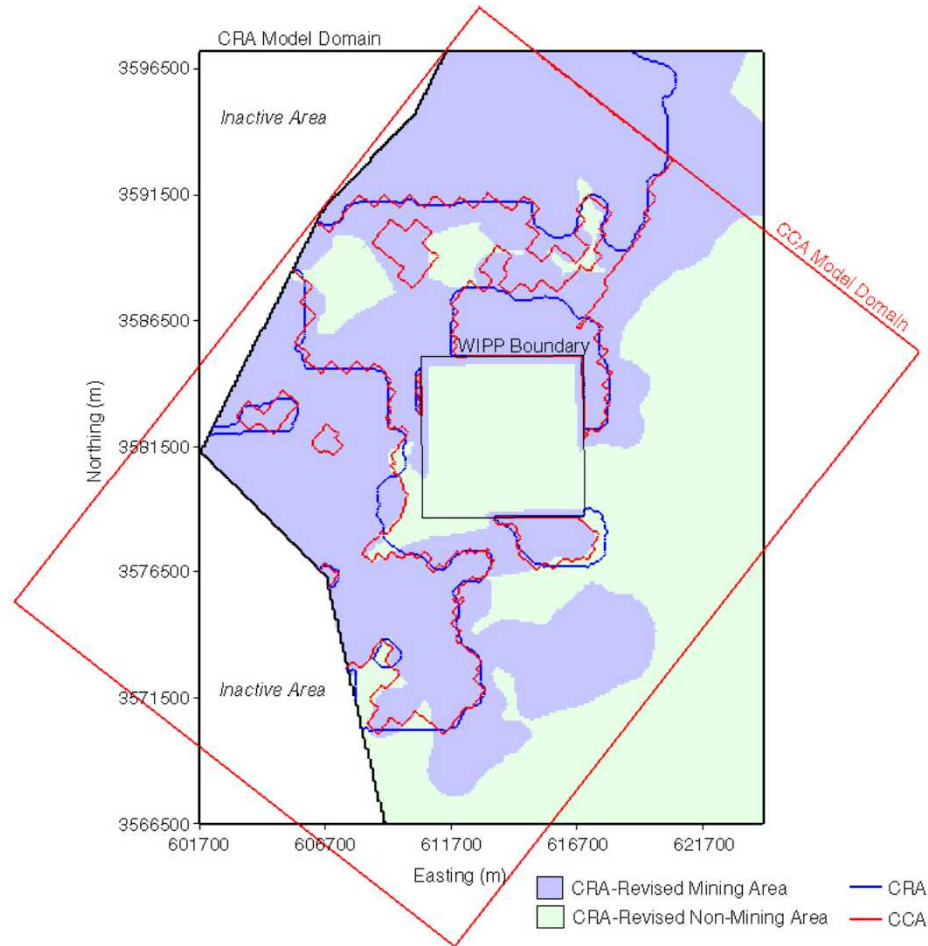 CRA Model Domain
3596500
Inactive Area
3591500
CCA Model Domain
3586500
WIPP Boundary
Northing (m)
3581500
3576500
Inactive Area
3571500
3566500
601700 606700 611700 616700 621700
Easting (m)
CRA-Revised Mining Area
CRA
CRA-Revised Non-Mining Area
CCA